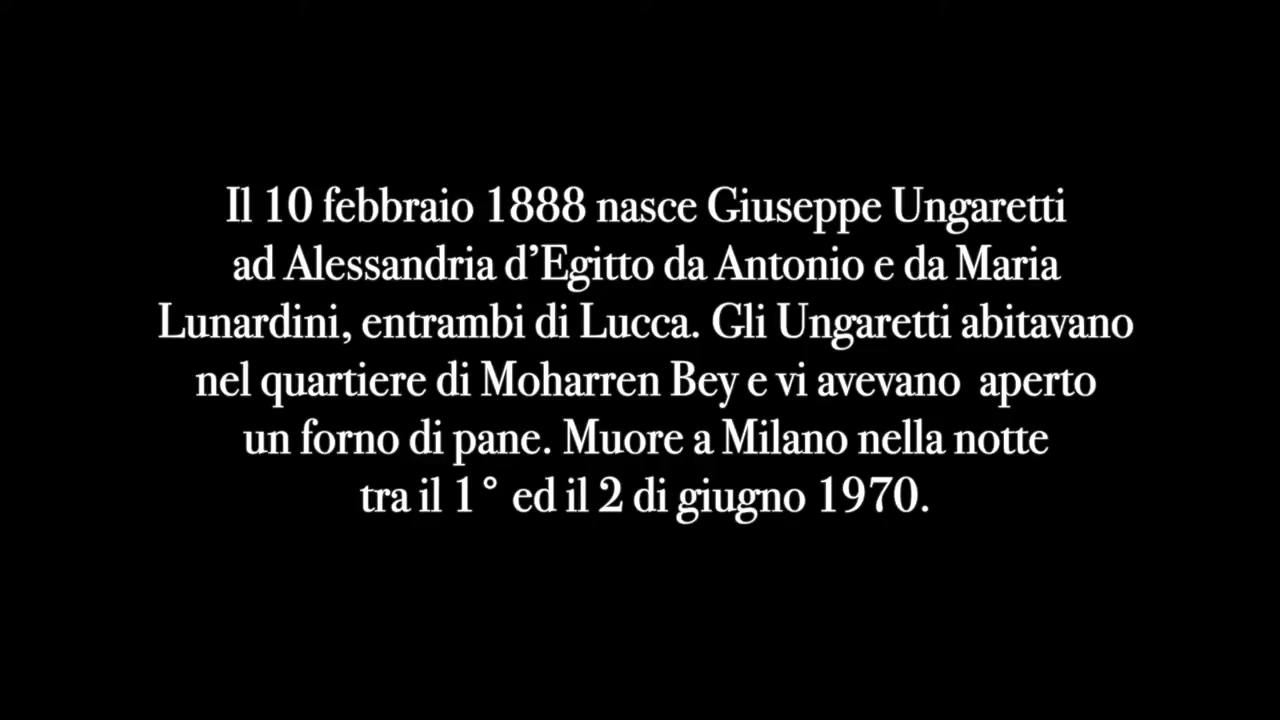 Il 10 febbraio 1888 nasce Giuseppe Ungaretti
ad Alessandria d’Egitto da Antonio e da Maria
Lunardini, entrambi di Lucca. Gli Ungaretti abitavano
nel quartiere di Moharren Bey e vi avevano  aperto
un forno di pane. Muore a Milano nella notte
tra il 1° ed il 2 di giugno 1970.